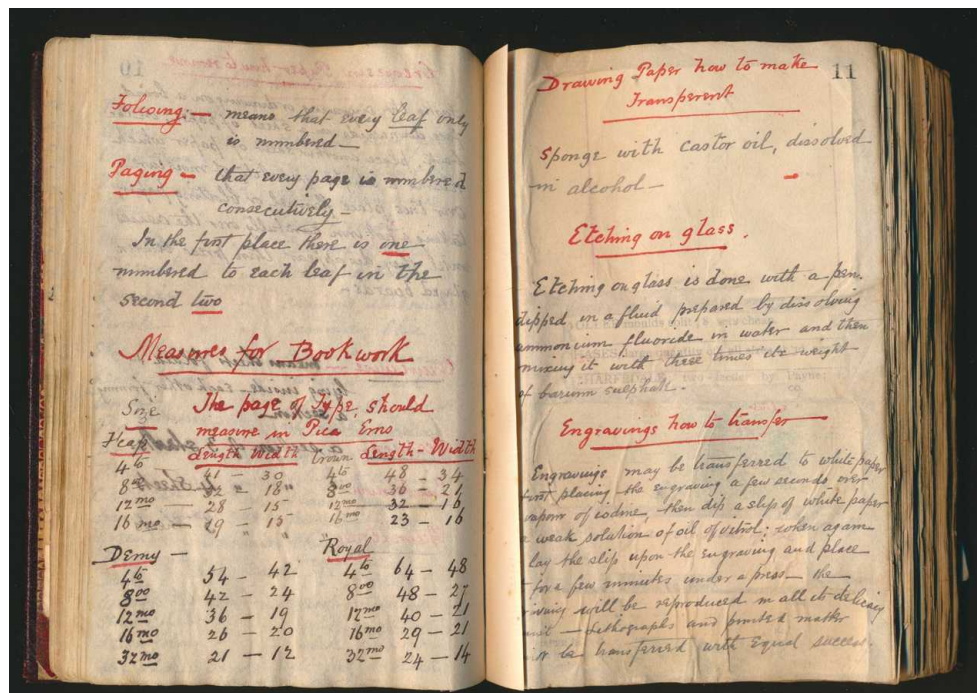 Folioing:— means that every leaf only
is numbered —
Paging — that every page is numbered
consecutively —
In the first place there is one
numbered to each leaf in the
second two
Measures for Bookwork
Size The page of Type, should
measure in Pica Ems
Fcap Length Width Crown Length - Width
4to 41 - 30 4to 48 - 34
8vo 32 - 18 8vo 36 - 21
12mo — 28 - 15 12mo 32 - 16
16mo — 19 - 15 16mo 23 - 16
Demy — Royal
4to 54 - 42 4to 64 - 48
8vo 42 - 24 8vo 48 - 27
12mo 36 - 19 12mo 40 - 21
16mo 26 - 20 16mo 29 - 21
32mo 21 - 12 32mo 24 - 14
11
Drawing Paper how to make
Transperent
Sponge with castor oil, dissolved
in alcohol —
Etching on glass.
Etching on glass is done with a pen.
dipped in a fluid prepared by dissolving
ammonium fluoride in water and then
mixing it with three times its weight
of barium sulphate.
Engravings how to transfer
Engravings may be transferred to white paper
first placing the engraving a few seconds over
vapour of iodine, then dip a slip of white paper
a weak solution of oil of vitrol; when again
lay the slip upon the engraving and place
for a few minutes under a press — the
will be reproduced in all its delicacy
— Lithographs and printed matter
be transferred with equal success.